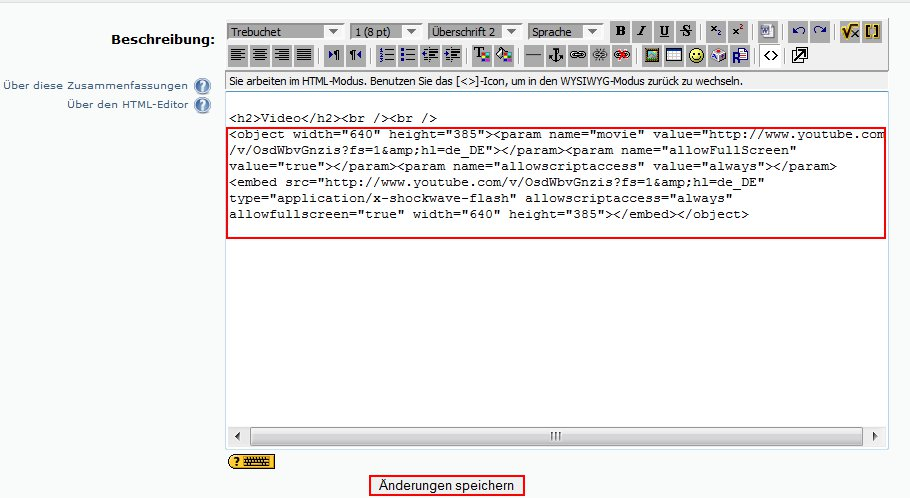 Beschreibung:
Trebuchet 1 (8 pt) Überschrift 2 Sprache B I U S x₂ x²
Sie arbeiten im HTML-Modus. Benutzen Sie das [<>]-Icon, um in den WYSIWYG-Modus zurück zu wechseln.
Über diese Zusammenfassungen ?
Über den HTML-Editor ?
<h2>Video</h2><br /><br />
<object width="640" height="385"><param name="movie" value="http://www.youtube.com
/v/OsdWbvGnzis?fs=1&amp;hl=de_DE"></param><param name="allowFullScreen"
value="true"></param><param name="allowscriptaccess" value="always"></param>
<embed src="http://www.youtube.com/v/OsdWbvGnzis?fs=1&amp;hl=de_DE"
type="application/x-shockwave-flash" allowscriptaccess="always"
allowfullscreen="true" width="640" height="385"></embed></object>
?
Änderungen speichern